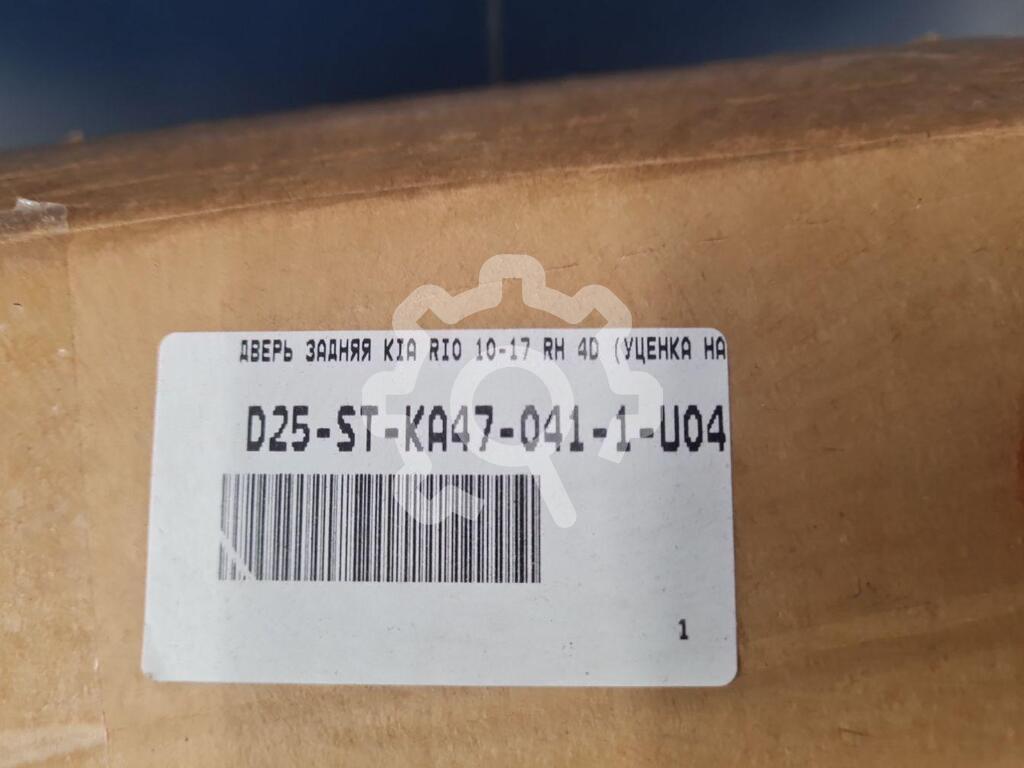 ДВЕРЬ ЗАДНЯЯ KIA RIO 10-17 RH 4D (УЦЕНКА НА
D25-ST-KA47-041-1-U04
1